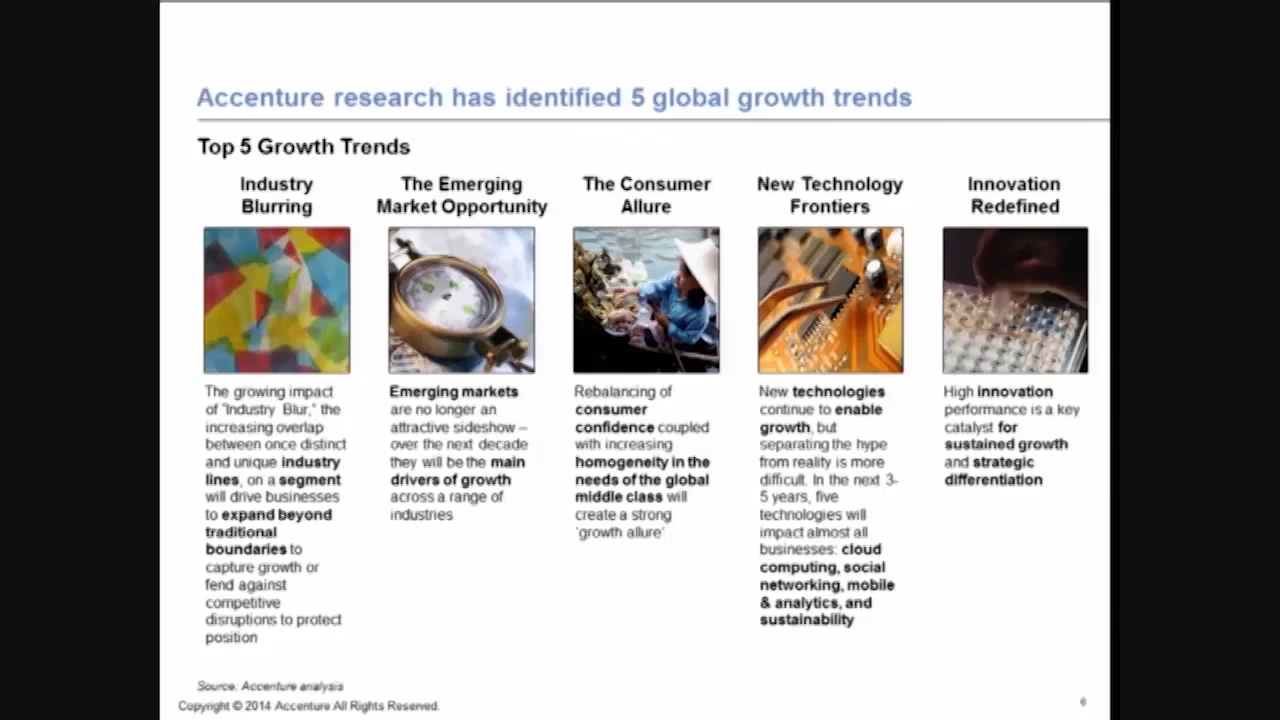 Accenture research has identified 5 global growth trends
Top 5 Growth Trends
Industry
Blurring
The growing impact
of "Industry Blur," the
increasing overlap
between once distinct
and unique industry
lines, on a segment
will drive businesses
to expand beyond
traditional
boundaries to
capture growth or
fend against
competitive
disruptions to protect
position
The Emerging
Market Opportunity
Emerging markets
are no longer an
attractive sideshow –
over the next decade
they will be the main
drivers of growth
across a range of
industries
The Consumer
Allure
Rebalancing of
consumer
confidence coupled
with increasing
homogeneity in the
needs of the global
middle class will
create a strong
'growth allure'
New Technology
Frontiers
New technologies
continue to enable
growth, but
separating the hype
from reality is more
difficult. In the next 3-
5 years, five
technologies will
impact almost all
businesses: cloud
computing, social
networking, mobile
& analytics, and
sustainability
Innovation
Redefined
High innovation
performance is a key
catalyst for
sustained growth
and strategic
differentiation
Source: Accenture analysis
Copyright © 2014 Accenture All Rights Reserved.
6